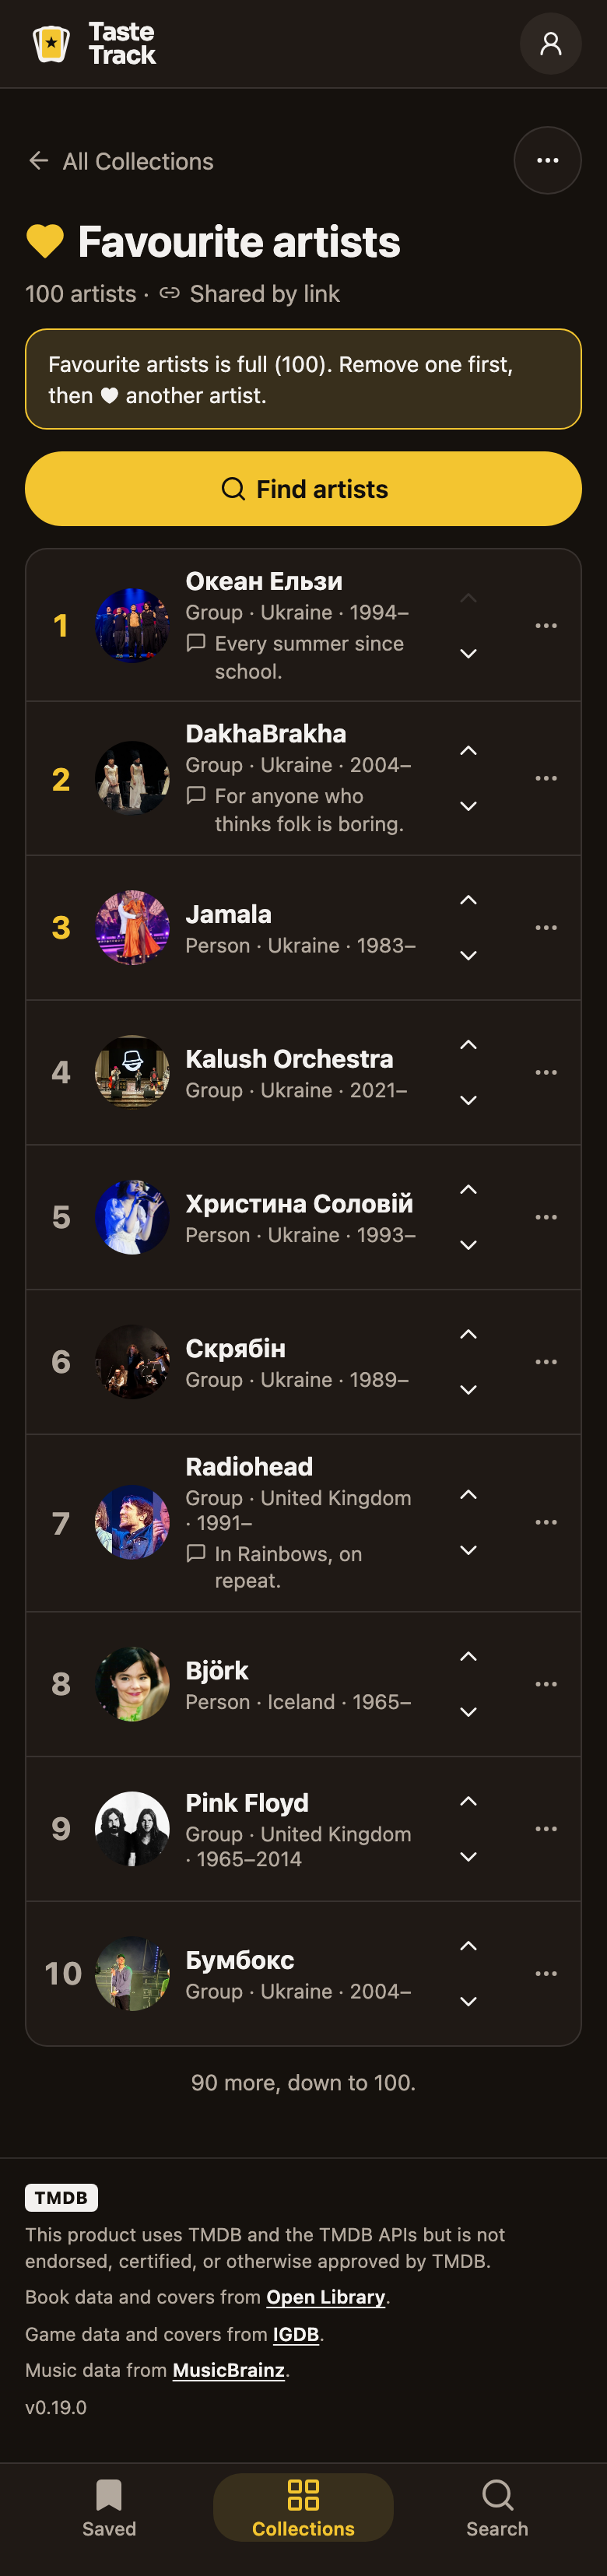 Taste
Track
All Collections
Favourite artists
100 artists · Shared by link
Favourite artists is full (100). Remove one first,
then ♥ another artist.
Find artists
1
Океан Ельзи
Group · Ukraine · 1994–
Every summer since
school.
2
DakhaBrakha
Group · Ukraine · 2004–
For anyone who
thinks folk is boring.
3
Jamala
Person · Ukraine · 1983–
4
Kalush Orchestra
Group · Ukraine · 2021–
5
Христина Соловій
Person · Ukraine · 1993–
6
Скрябін
Group · Ukraine · 1989–
7
Radiohead
Group · United Kingdom
· 1991–
In Rainbows, on
repeat.
8
Björk
Person · Iceland · 1965–
9
Pink Floyd
Group · United Kingdom
· 1965–2014
10
Бумбокс
Group · Ukraine · 2004–
90 more, down to 100.
TMDB
This product uses TMDB and the TMDB APIs but is not
endorsed, certified, or otherwise approved by TMDB.
Book data and covers from Open Library.
Game data and covers from IGDB.
Music data from MusicBrainz.
v0.19.0
Saved
Collections
Search